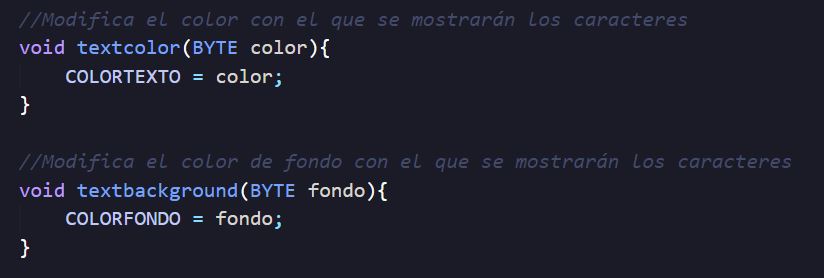 //Modifica el color con el que se mostrarán los caracteres
void textcolor(BYTE color){
    COLORTEXTO = color;
}

//Modifica el color de fondo con el que se mostrarán los caracteres
void textbackground(BYTE fondo){
    COLORFONDO = fondo;
}